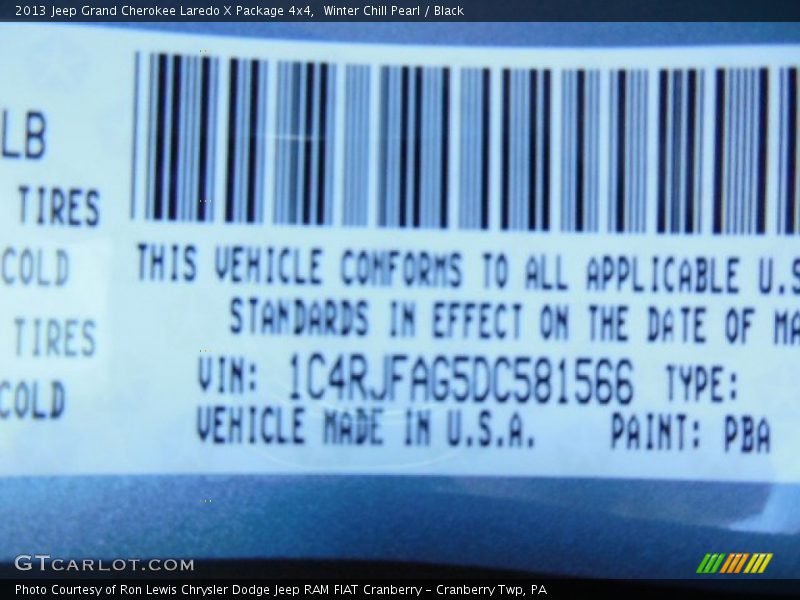 2013 Jeep Grand Cherokee Laredo X Package 4x4, Winter Chill Pearl / Black
LB
TIRES
COLD
TIRES
COLD
THIS VEHICLE CONFORMS TO ALL APPLICABLE U.S
STANDARDS IN EFFECT ON THE DATE OF MA
VIN: 1C4RJFAG5DC581566 TYPE:
VEHICLE MADE IN U.S.A. PAINT: PBA
GTCARLOT.COM
Photo Courtesy of Ron Lewis Chrysler Dodge Jeep RAM FIAT Cranberry - Cranberry Twp, PA